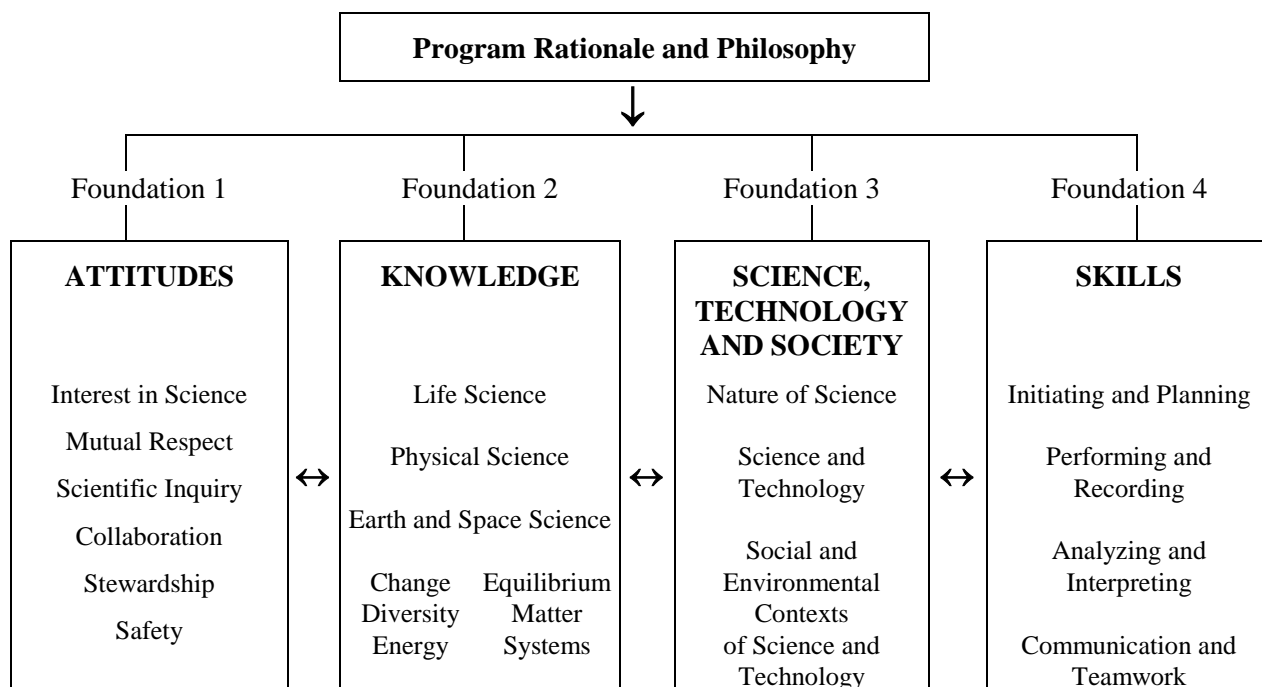 Program Rationale and Philosophy
↓
Foundation 1
Foundation 2
Foundation 3
Foundation 4
ATTITUDES
Interest in Science
Mutual Respect
Scientific Inquiry
Collaboration
Stewardship
Safety
↔
KNOWLEDGE
Life Science
Physical Science
Earth and Space Science
Change Equilibrium
Diversity Matter
Energy Systems
↔
SCIENCE,
TECHNOLOGY
AND SOCIETY
Nature of Science
Science and
Technology
Social and
Environmental
Contexts
of Science and
Technology
↔
SKILLS
Initiating and Planning
Performing and
Recording
Analyzing and
Interpreting
Communication and
Teamwork